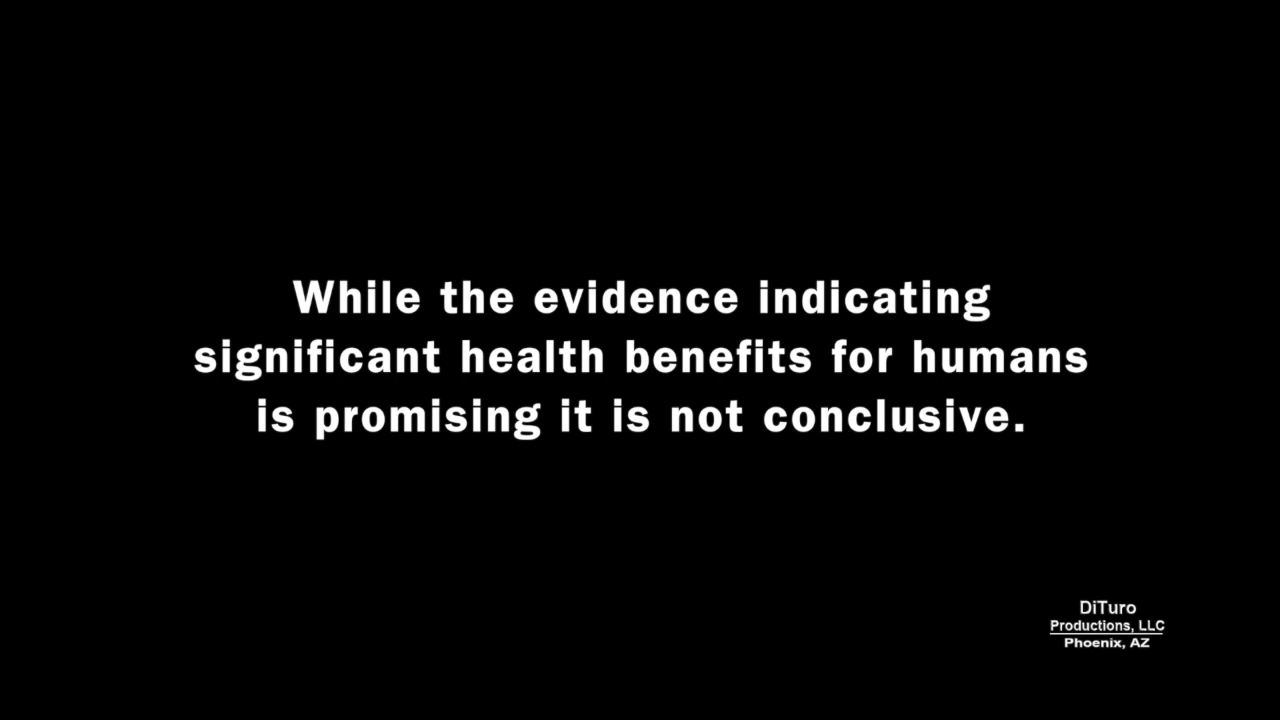 While the evidence indicating
significant health benefits for humans
is promising it is not conclusive.
DiTuro
Productions, LLC
Phoenix, AZ